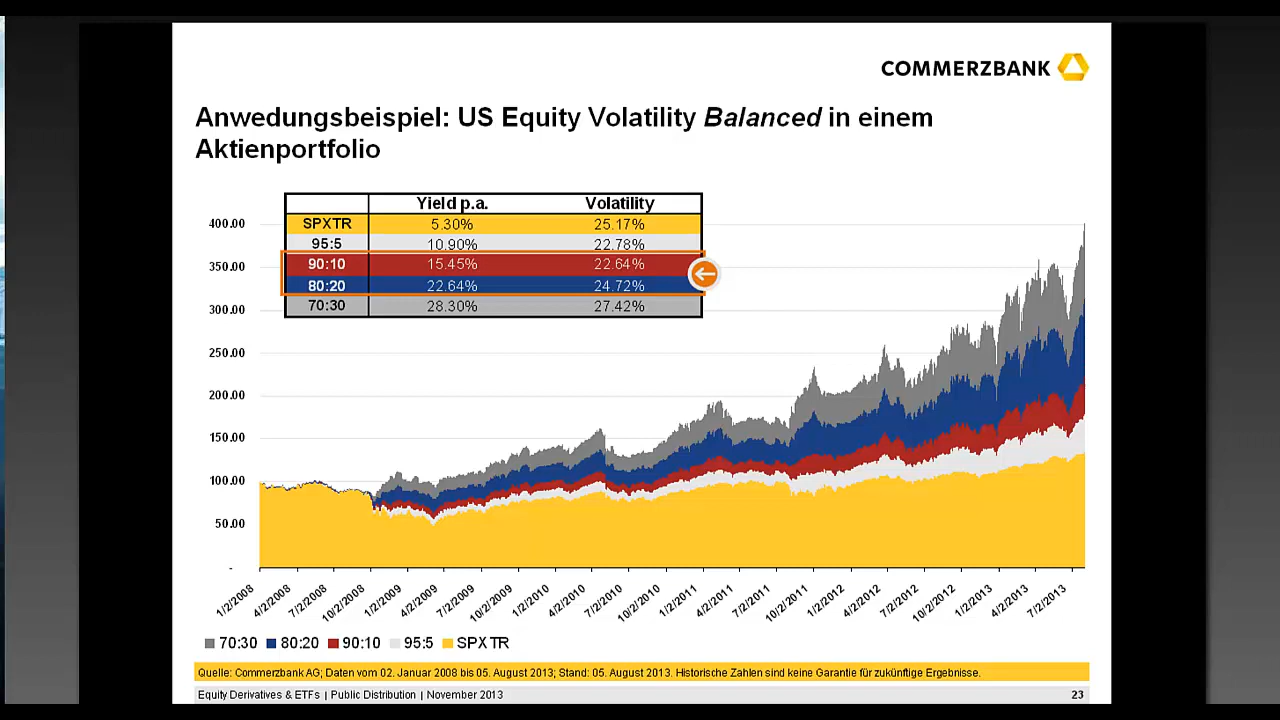 COMMERZBANK
Anwedungsbeispiel: US Equity Volatility Balanced in einem
Aktienportfolio
Yield p.a. Volatility
SPXTR 5.30% 25.17%
95:5 10.90% 22.78%
90:10 15.45% 22.64%
80:20 22.64% 24.72%
70:30 28.30% 27.42%
400.00
350.00
300.00
250.00
200.00
150.00
100.00
50.00
-
1/2/2008 4/2/2008 7/2/2008 10/2/2008 1/2/2009 4/2/2009 7/2/2009 10/2/2009 1/2/2010 4/2/2010 7/2/2010 10/2/2010 1/2/2011 4/2/2011 7/2/2011 10/2/2011 1/2/2012 4/2/2012 7/2/2012 10/2/2012 1/2/2013 4/2/2013 7/2/2013
70:30 80:20 90:10 95:5 SPXTR
Quelle: Commerzbank AG; Daten vom 02. Januar 2008 bis 05. August 2013; Stand: 05. August 2013. Historische Zahlen sind keine Garantie für zukünftige Ergebnisse.
Equity Derivatives & ETFs | Public Distribution | November 2013 23